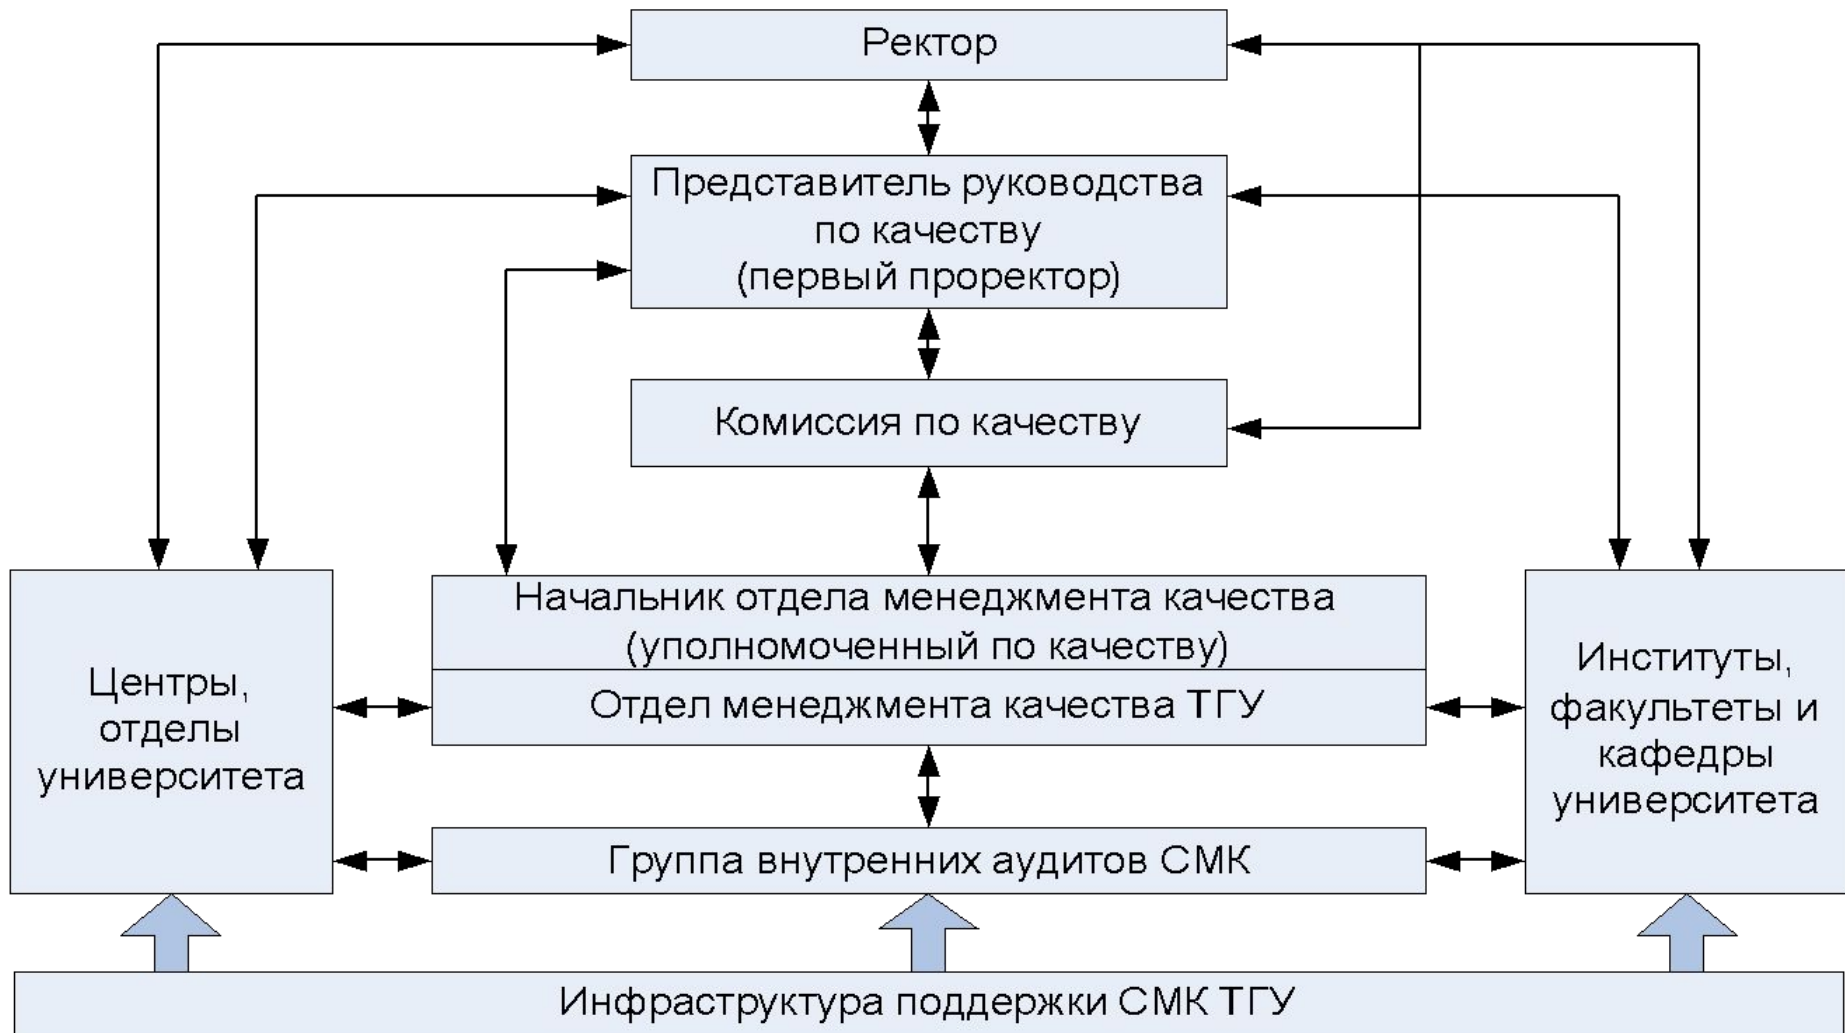 Ректор
Представитель руководства
по качеству
(первый проректор)
Комиссия по качеству
Начальник отдела менеджмента качества
(уполномоченный по качеству)
Отдел менеджмента качества ТГУ
Центры,
отделы
университета
Институты,
факультеты и
кафедры
университета
Группа внутренних аудитов СМК
Инфраструктура поддержки СМК ТГУ